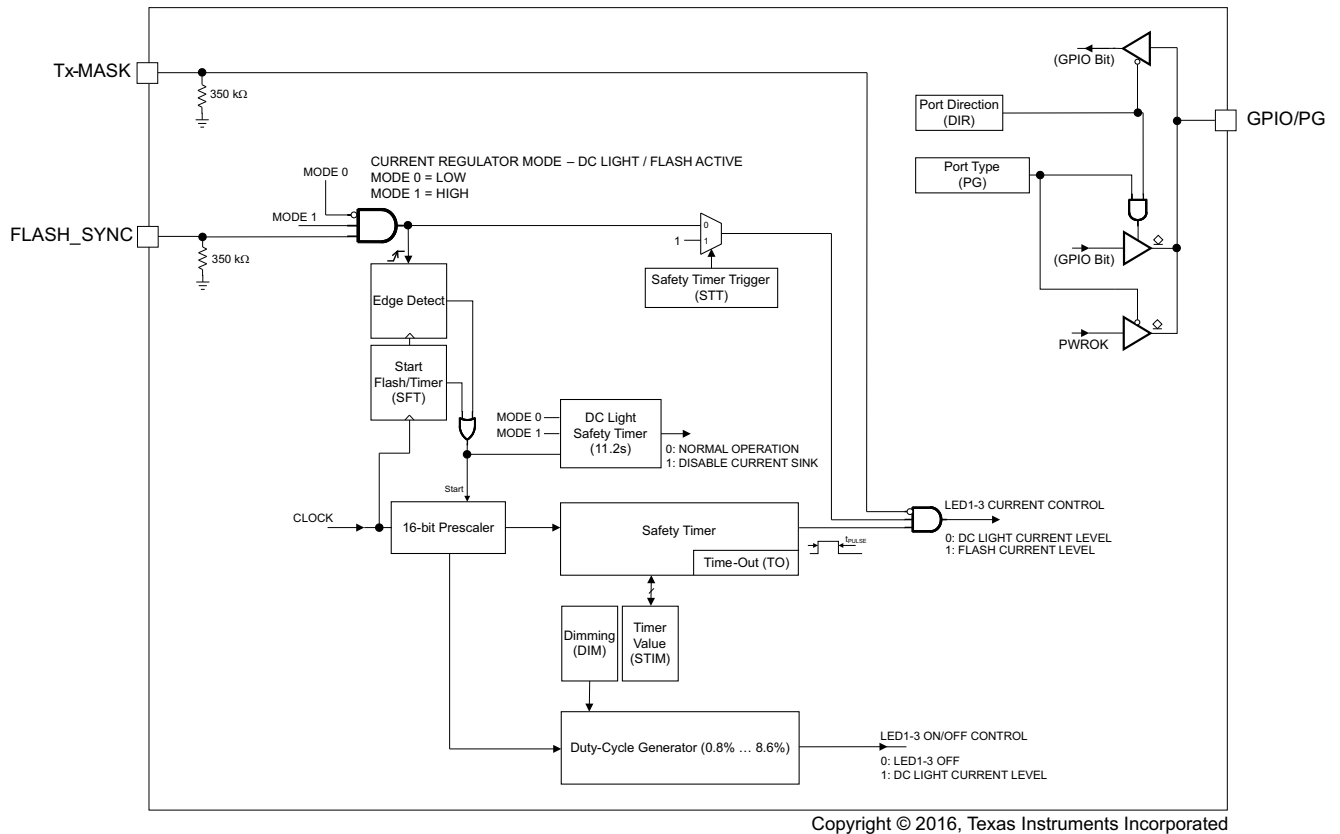 Tx-MASK
350 kΩ
(GPIO Bit)
Port Direction
(DIR)
GPIO/PG
Port Type
(PG)
(GPIO Bit)
PWROK
CURRENT REGULATOR MODE – DC LIGHT / FLASH ACTIVE
MODE 0 = LOW
MODE 1 = HIGH
MODE 0
MODE 1
FLASH_SYNC
350 kΩ
0
1
1
Safety Timer Trigger
(STT)
Edge Detect
Start
Flash/Timer
(SFT)
MODE 0
MODE 1
DC Light
Safety Timer
(11.2s)
0: NORMAL OPERATION
1: DISABLE CURRENT SINK
Start
CLOCK
16-bit Prescaler
Safety Timer
Time-Out (TO)
tPULSE
LED1-3 CURRENT CONTROL
0: DC LIGHT CURRENT LEVEL
1: FLASH CURRENT LEVEL
Dimming
(DIM)
Timer
Value
(STIM)
Duty-Cycle Generator (0.8% ... 8.6%)
LED1-3 ON/OFF CONTROL
0: LED1-3 OFF
1: DC LIGHT CURRENT LEVEL
Copyright © 2016, Texas Instruments Incorporated